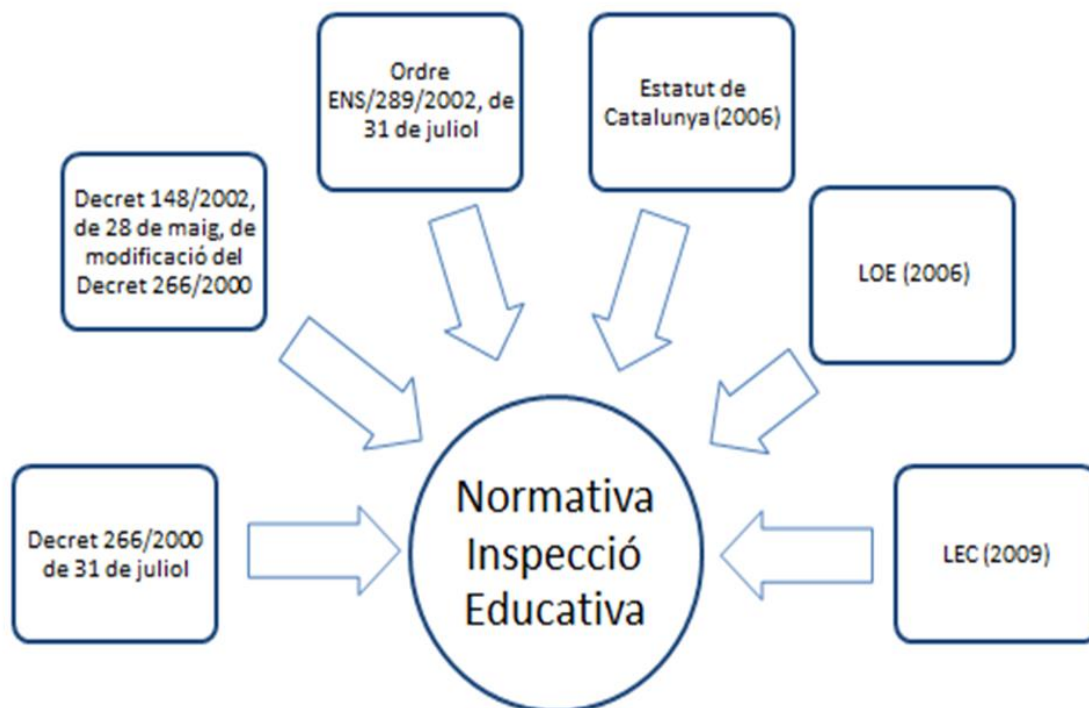 Ordre
ENS/289/2002, de
31 de juliol
Estatut de
Catalunya (2006)
Decret 148/2002,
de 28 de maig, de
modificació del
Decret 266/2000
LOE (2006)
Decret 266/2000
de 31 de juliol
Normativa
Inspecció
Educativa
LEC (2009)